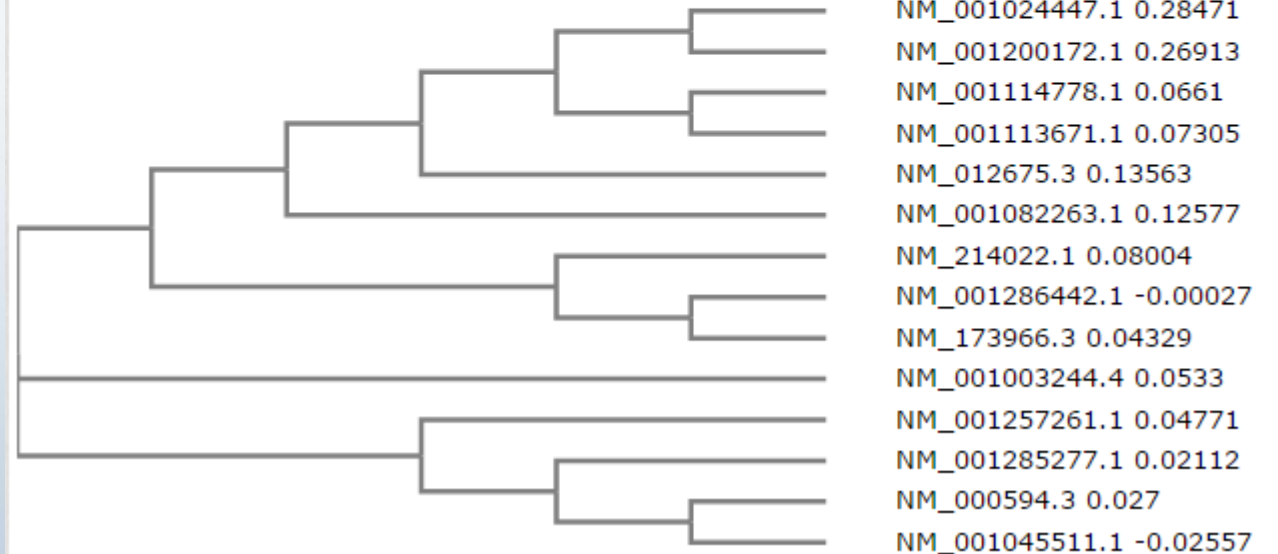 NM_001024447.1 0.28471
NM_001200172.1 0.26913
NM_001114778.1 0.0661
NM_001113671.1 0.07305
NM_012675.3 0.13563
NM_001082263.1 0.12577
NM_214022.1 0.08004
NM_001286442.1 -0.00027
NM_173966.3 0.04329
NM_001003244.4 0.0533
NM_001257261.1 0.04771
NM_001285277.1 0.02112
NM_000594.3 0.027
NM_001045511.1 -0.02557